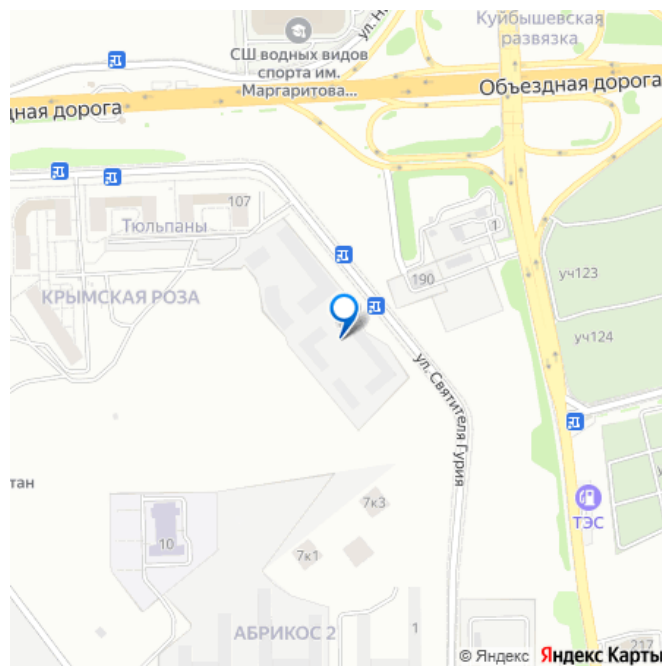 Куйбышевская
развязка
ул. Н
СШ водных видов
спорта им.
Маргаритова...
Объездная дорога
дная дорога
107
Тюльпаны
1
190
уч123
КРЫМСКАЯ РОЗА
уч124
ул. Святителя Гурия
тан
7к3
ТЭС
10
7к1
АБРИКОС 2
1
217
© Яндекс Яндекс Карты